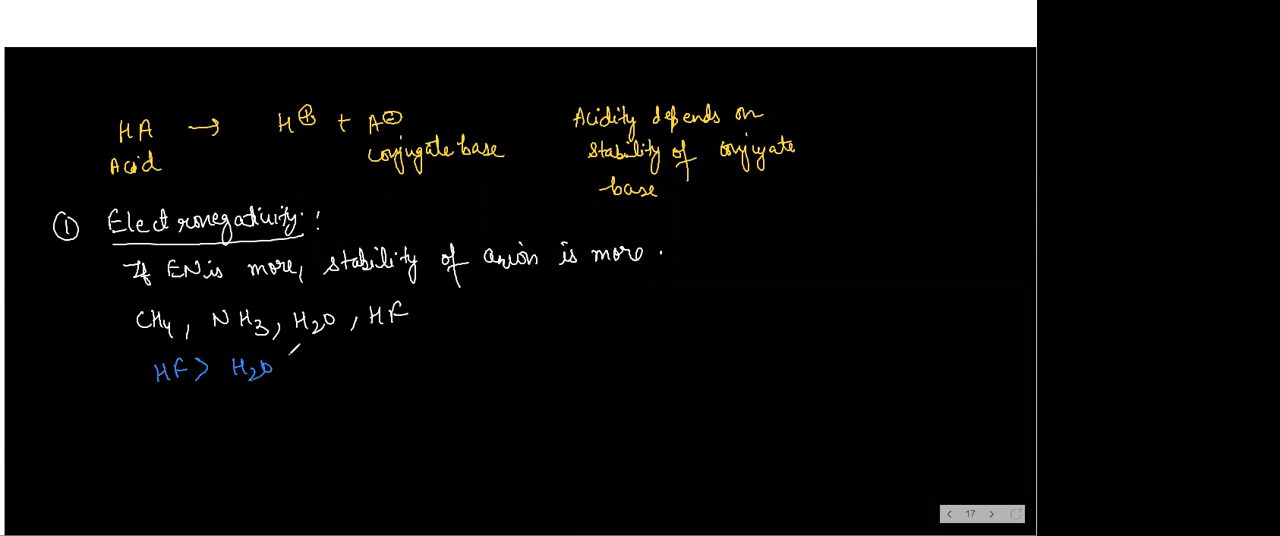 HA → H⊕ + A⊖
Acid
conjugate base
Acidity depends on
stability of conjugate
base
① Electronegativity:
If EN is more, stability of anion is more.
CH4, NH3, H2O, HF
HF > H2O
< 17 >